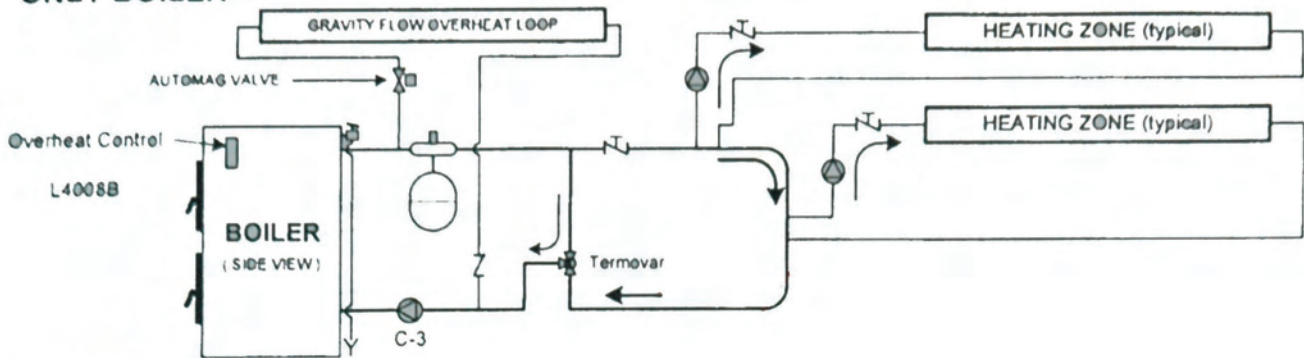 GRAVITY FLOW OVERHEAT LOOP
HEATING ZONE (typical)
AUTOMAG VALVE
HEATING ZONE (typical)
Overheat Control
L4008B
BOILER
( SIDE VIEW )
Termovar
C-3